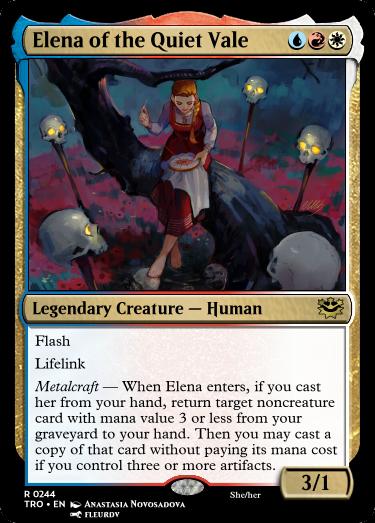 Elena of the Quiet Vale
Legendary Creature — Human
Flash
Lifelink
Metalcraft — When Elena enters, if you cast
her from your hand, return target noncreature
card with mana value 3 or less from your
graveyard to your hand. Then you may cast a
copy of that card without paying its mana cost
if you control three or more artifacts.
3/1
R 0244
TRO • EN Anastasia Novosadova
She/her
FLEURDV